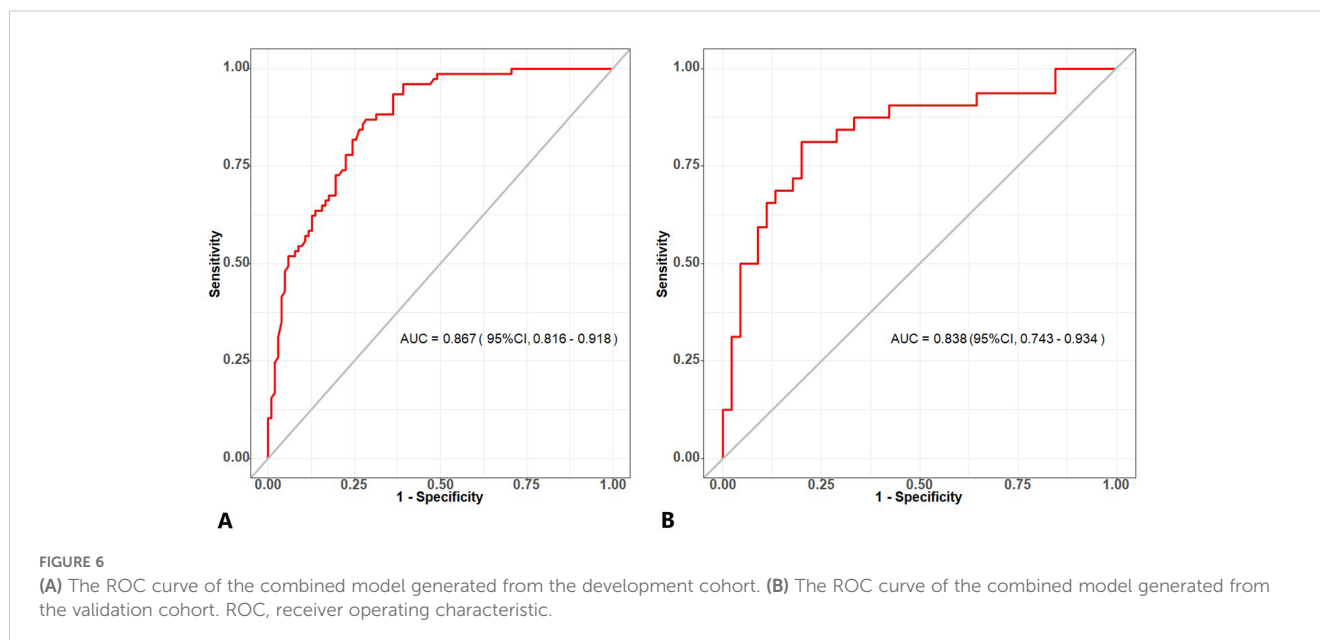 1.00
0.75
0.50
0.25
0.00
Sensitivity
AUC = 0.867 ( 95%CI, 0.816 - 0.918)
0.00 0.25 0.50 0.75 1.00
1 - Specificity
A
1.00
0.75
0.50
0.25
0.00
Sensitivity
AUC = 0.838 (95%CI, 0.743 - 0.934 )
0.00 0.25 0.50 0.75 1.00
1 - Specificity
B
FIGURE 6
(A) The ROC curve of the combined model generated from the development cohort. (B) The ROC curve of the combined model generated from
the validation cohort. ROC, receiver operating characteristic.